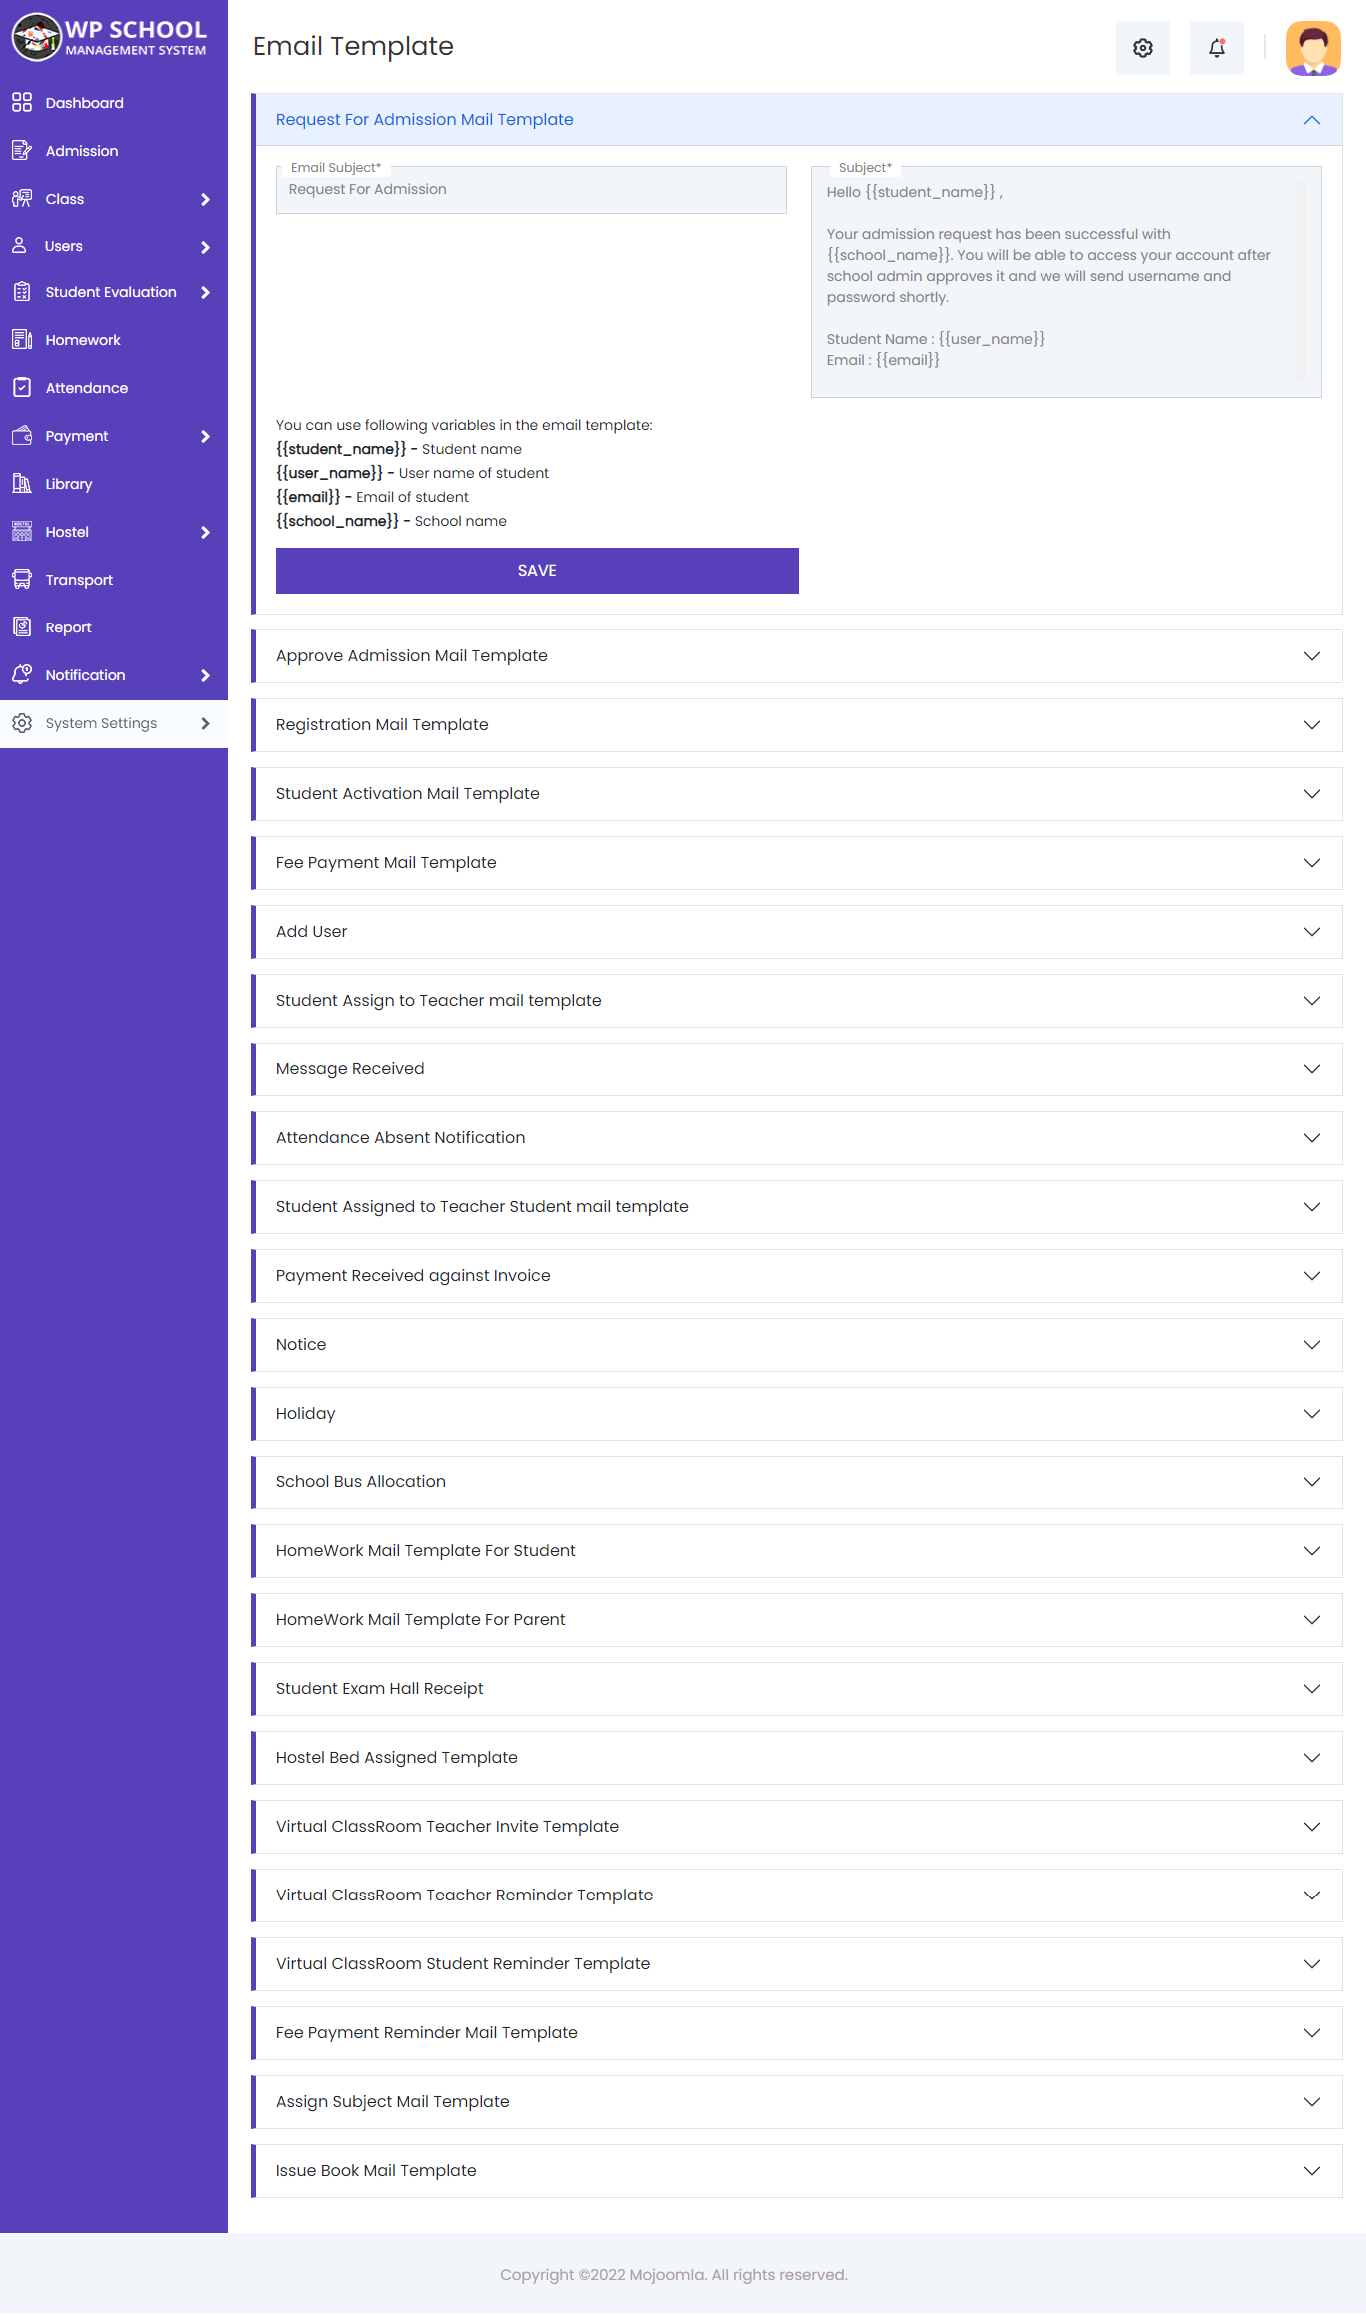 WP SCHOOL
MANAGEMENT SYSTEM
Dashboard
Admission
Class
Users
Student Evaluation
Homework
Attendance
Payment
Library
HOSTEL
Hostel
Transport
Report
Notification
System Settings
Email Template
Request For Admission Mail Template
Email Subject*
Request For Admission
Subject*
Hello {{student_name}} ,
Your admission request has been successful with
{{school_name}}. You will be able to access your account after
school admin approves it and we will send username and
password shortly.
Student Name : {{user_name}}
Email : {{email}}
You can use following variables in the email template:
{{student_name}} - Student name
{{user_name}} - User name of student
{{email}} - Email of student
{{school_name}} - School name
SAVE
Approve Admission Mail Template
Registration Mail Template
Student Activation Mail Template
Fee Payment Mail Template
Add User
Student Assign to Teacher mail template
Message Received
Attendance Absent Notification
Student Assigned to Teacher Student mail template
Payment Received against Invoice
Notice
Holiday
School Bus Allocation
HomeWork Mail Template For Student
HomeWork Mail Template For Parent
Student Exam Hall Receipt
Hostel Bed Assigned Template
Virtual ClassRoom Teacher Invite Template
Virtual ClassRoom Teacher Reminder Template
Virtual ClassRoom Student Reminder Template
Fee Payment Reminder Mail Template
Assign Subject Mail Template
Issue Book Mail Template
Copyright ©2022 Mojoomla. All rights reserved.